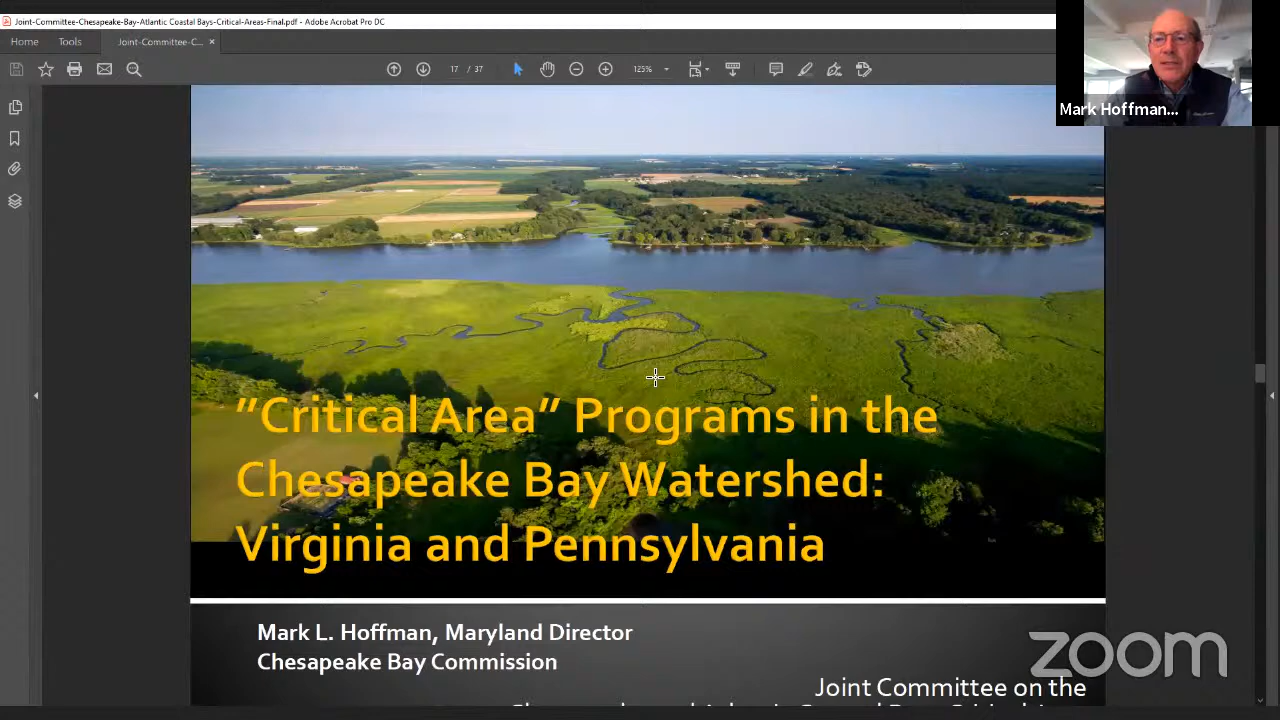 Joint-Committee-Chesapeake-Bay-Atlantic Coastal-Bays-Critical-Areas-Final.pdf - Adobe Acrobat Pro DC
Home Tools Joint-Committee-C... ×
17 / 37 125%
Mark Hoffman...
”Critical Area” Programs in the
Chesapeake Bay Watershed:
Virginia and Pennsylvania
Mark L. Hoffman, Maryland Director
Chesapeake Bay Commission
Joint Committee on the
zoom